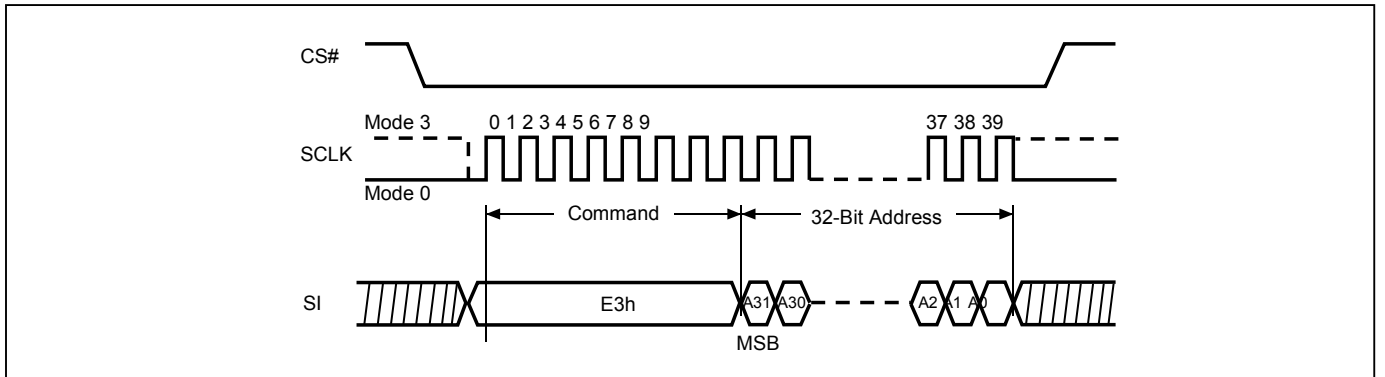 CS#
Mode 3
0 1 2 3 4 5 6 7 8 9
37 38 39
SCLK
Mode 0
Command
32-Bit Address
SI
E3h
A31
A30
A2
A1
A0
MSB